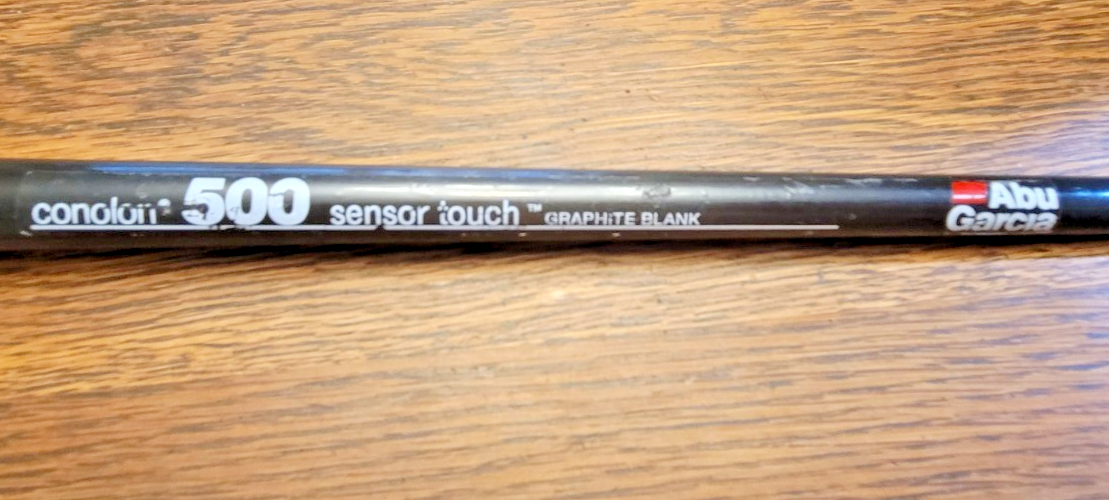 conolon® 500 sensor touch™ GRAPHiTE BLANK
Abu
Garcia